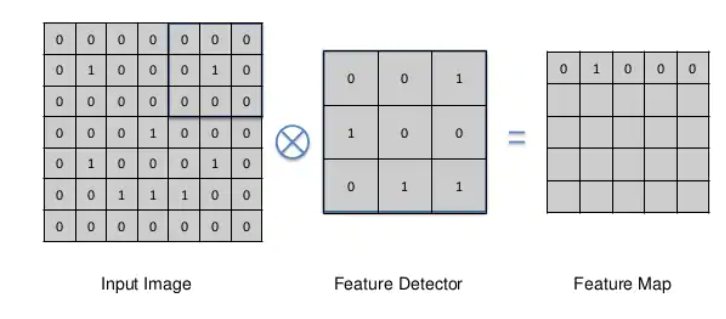 0 0 0 0 0 0 0
0 1 0 0 0 1 0
0 0 0 0 0 0 0
0 0 0 1 0 0 0
0 1 0 0 0 1 0
0 0 1 1 1 0 0
0 0 0 0 0 0 0
0 0 1
1 0 0
0 1 1
=
0 1 0 0 0
Input Image
Feature Detector
Feature Map